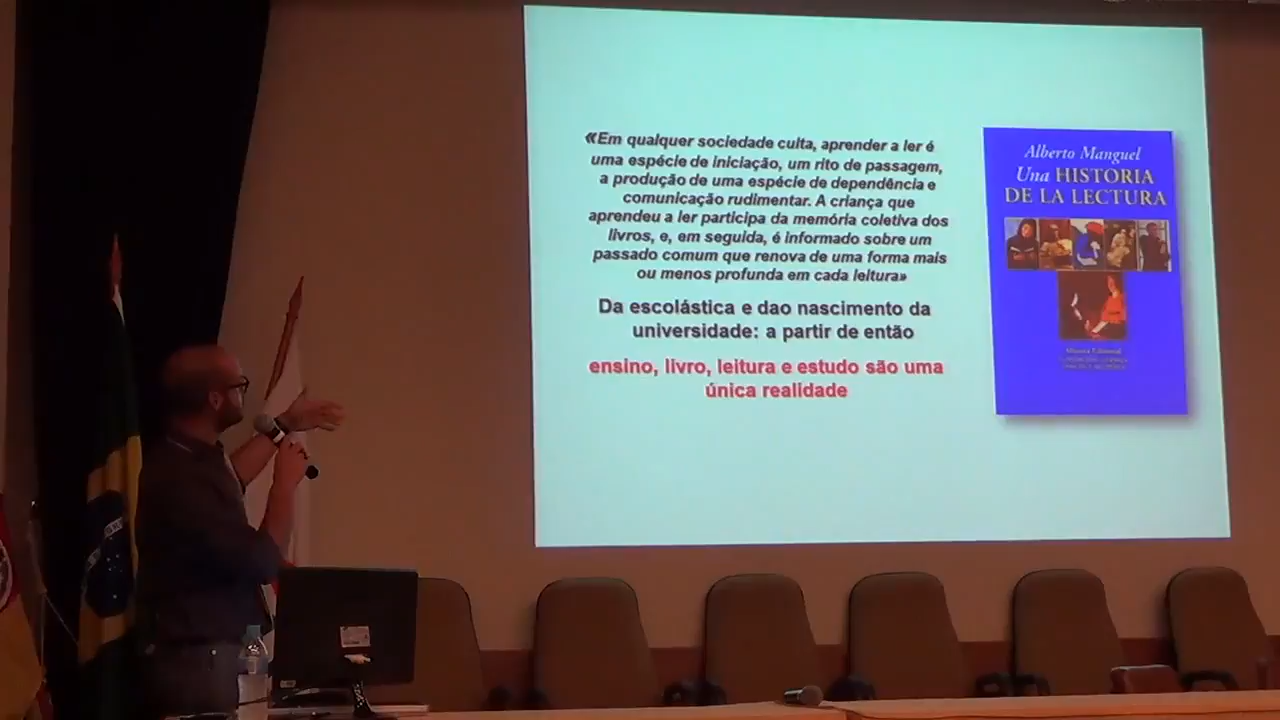 «Em qualquer sociedade culta, aprender a ler é
uma espécie de iniciação, um rito de passagem,
a produção de uma espécie de dependência e
comunicação rudimentar. A criança que
aprendeu a ler participa da memória coletiva dos
livros, e, em seguida, é informado sobre um
passado comum que renova de uma forma mais
ou menos profunda em cada leitura»
Da escolástica e dao nascimento da
universidade: a partir de então
ensino, livro, leitura e estudo são uma
única realidade
Alberto Manguel
Una HISTORIA
DE LA LECTURA